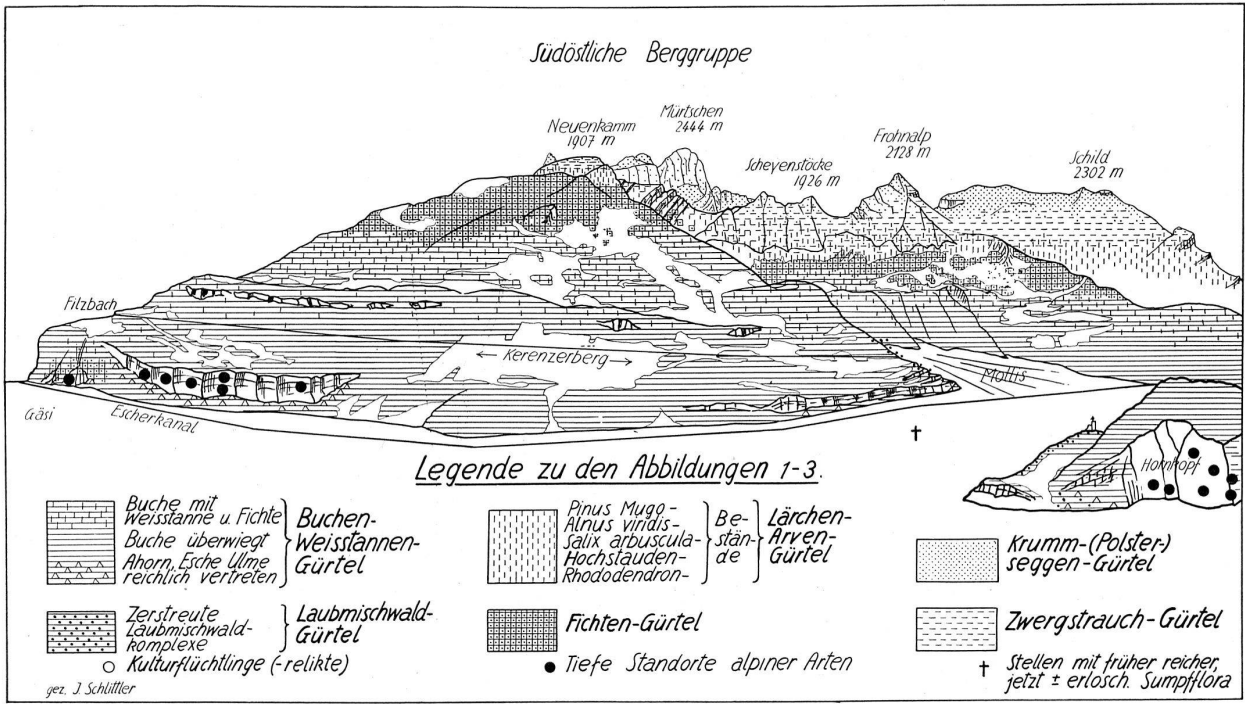 Südöstliche Berggruppe
Neuenkamm
1907 m
Mürtschen
2444 m
Scheyenstöcke
1926 m
Frohnalp
2128 m
Schild
2302 m
Filzbach
← Kerenzerberg →
Mollis
Gäsi
Escherkanal
Hornkopf
Legende zu den Abbildungen 1-3.
Buche mit
Weisstanne u. Fichte
Buche überwiegt
Ahorn, Esche Ulme
reichlich vertreten
Buchen-
Weisstannen-
Gürtel
Zerstreute
Laubmischwald-
komplexe
Laubmischwald-
Gürtel
Kulturflüchtlinge (-relikte)
Pinus Mugo-
Alnus viridis-
Salix arbuscula-
Hochstauden-
Rhododendron-
Be-
stän-
de
Lärchen-
Arven-
Gürtel
Fichten-Gürtel
Tiefe Standorte alpiner Arten
Krumm-(Polster-)
seggen-Gürtel
Zwergstrauch-Gürtel
† Stellen mit früher reicher,
jetzt ± erlosch. Sumpfflora
gez. J. Schlittler